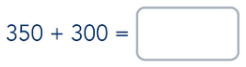 350 + 300 =